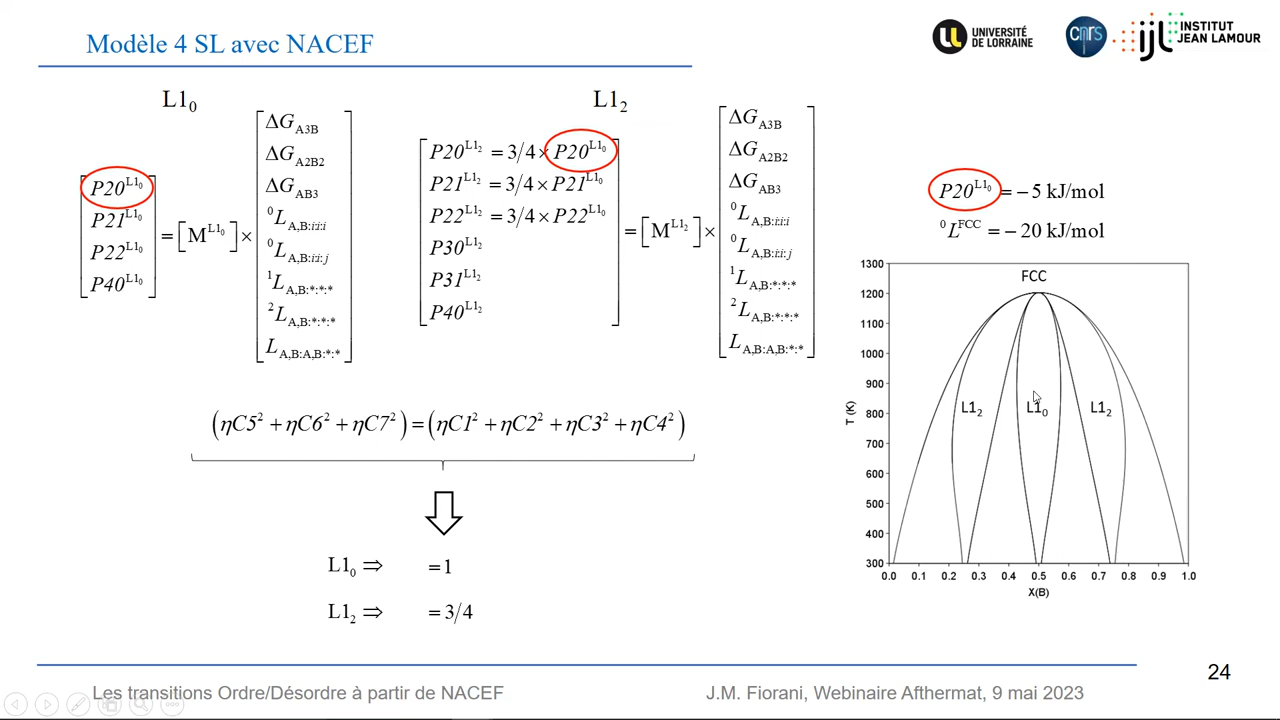 Modèle 4 SL avec NACEF
UNIVERSITÉ
DE LORRAINE
cnrs
ijl
INSTITUT
JEAN LAMOUR
L1₀
P20^L1₀
P21^L1₀
P22^L1₀
P40^L1₀
= [M^L1₀] ×
ΔG_A3B
ΔG_A2B2
ΔG_AB3
⁰L_A,B:i:i:i
⁰L_A,B:i:i:j
¹L_A,B:*:*:*
²L_A,B:*:*:*
L_A,B:A,B:*:*
L1₂
P20^L1₂ = 3/4 × P20^L1₀
P21^L1₂ = 3/4 × P21^L1₀
P22^L1₂ = 3/4 × P22^L1₀
P30^L1₂
P31^L1₂
P40^L1₂
= [M^L1₂] ×
ΔG_A3B
ΔG_A2B2
ΔG_AB3
⁰L_A,B:i:i:i
⁰L_A,B:i:i:j
¹L_A,B:*:*:*
²L_A,B:*:*:*
L_A,B:A,B:*:*
P20^L1₀ = − 5 kJ/mol
⁰L^FCC = − 20 kJ/mol
(ηC5² + ηC6² + ηC7²) = (ηC1² + ηC2² + ηC3² + ηC4²)
L1₀ ⇒ = 1
L1₂ ⇒ = 3/4
FCC
L1₂
L1₀
L1₂
T (K)
1300
1200
1100
1000
900
800
700
600
500
400
300
0.0 0.1 0.2 0.3 0.4 0.5 0.6 0.7 0.8 0.9 1.0
X(B)
24
Les transitions Ordre/Désordre à partir de NACEF
J.M. Fiorani, Webinaire Afthermat, 9 mai 2023